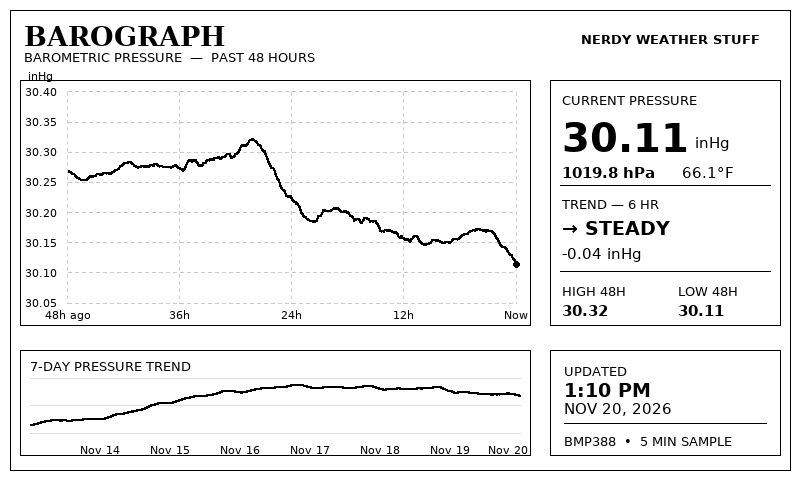 BAROGRAPH
BAROMETRIC PRESSURE — PAST 48 HOURS
NERDY WEATHER STUFF
inHg
30.40
30.35
30.30
30.25
30.20
30.15
30.10
30.05
48h ago 36h 24h 12h Now
CURRENT PRESSURE
30.11 inHg
1019.8 hPa 66.1°F
TREND — 6 HR
→ STEADY
-0.04 inHg
HIGH 48H LOW 48H
30.32 30.11
7-DAY PRESSURE TREND
Nov 14 Nov 15 Nov 16 Nov 17 Nov 18 Nov 19 Nov 20
UPDATED
1:10 PM
NOV 20, 2026
BMP388 • 5 MIN SAMPLE